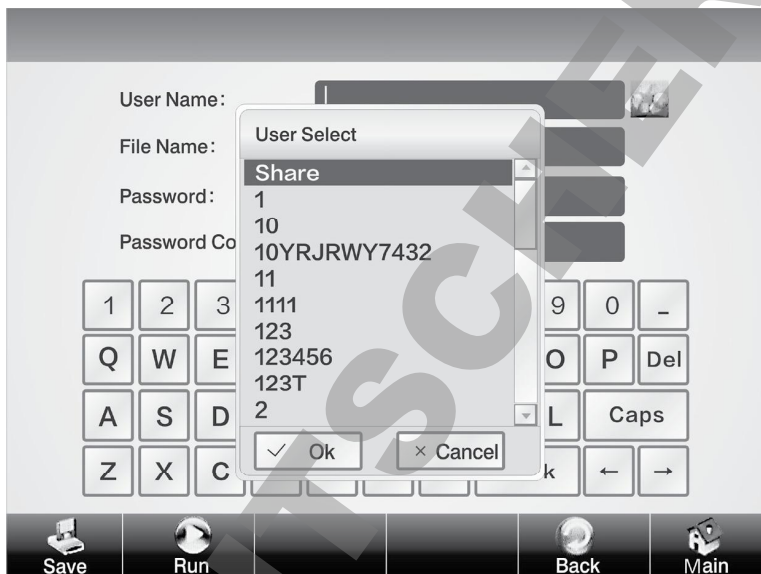 User Name:
User Select
File Name:
Share
Password:
1
10
Password Co
10YRJRWY7432
11
1111
123
123456
123T
2
Ok Cancel
1 2 3 9 0 _
Q W E O P Del
A S D L Caps
Z X C k ← →
Save Run Back Main